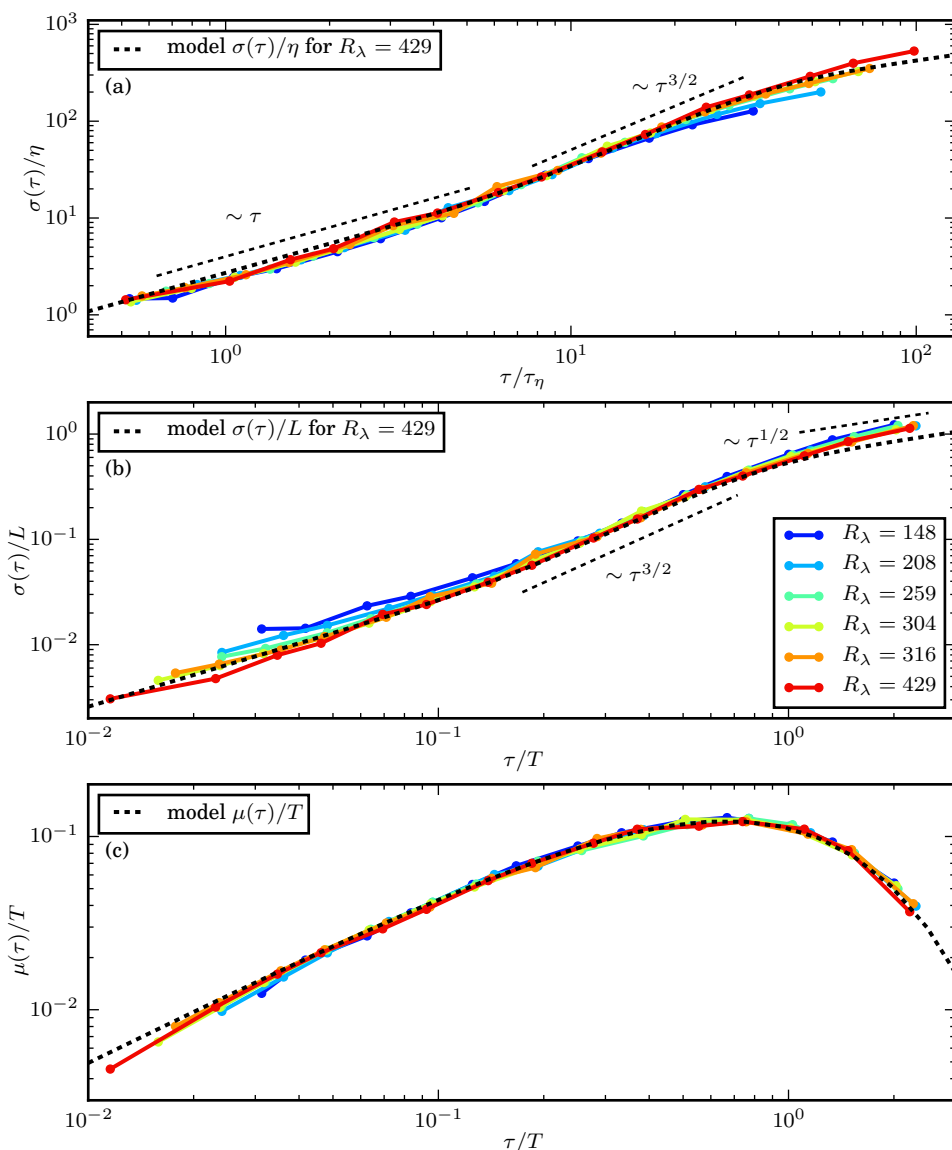 model σ(τ)/η for R_λ = 429
(a)
∼ τ
∼ τ^{3/2}
10^3
10^2
10^1
10^0
σ(τ)/η
10^0 10^1 10^2
τ/τ_η
model σ(τ)/L for R_λ = 429
(b)
∼ τ^{1/2}
∼ τ^{3/2}
10^0
10^{-1}
10^{-2}
σ(τ)/L
R_λ = 148
R_λ = 208
R_λ = 259
R_λ = 304
R_λ = 316
R_λ = 429
10^{-2} 10^{-1} 10^0
τ/T
model μ(τ)/T
(c)
10^{-1}
10^{-2}
μ(τ)/T
10^{-2} 10^{-1} 10^0
τ/T